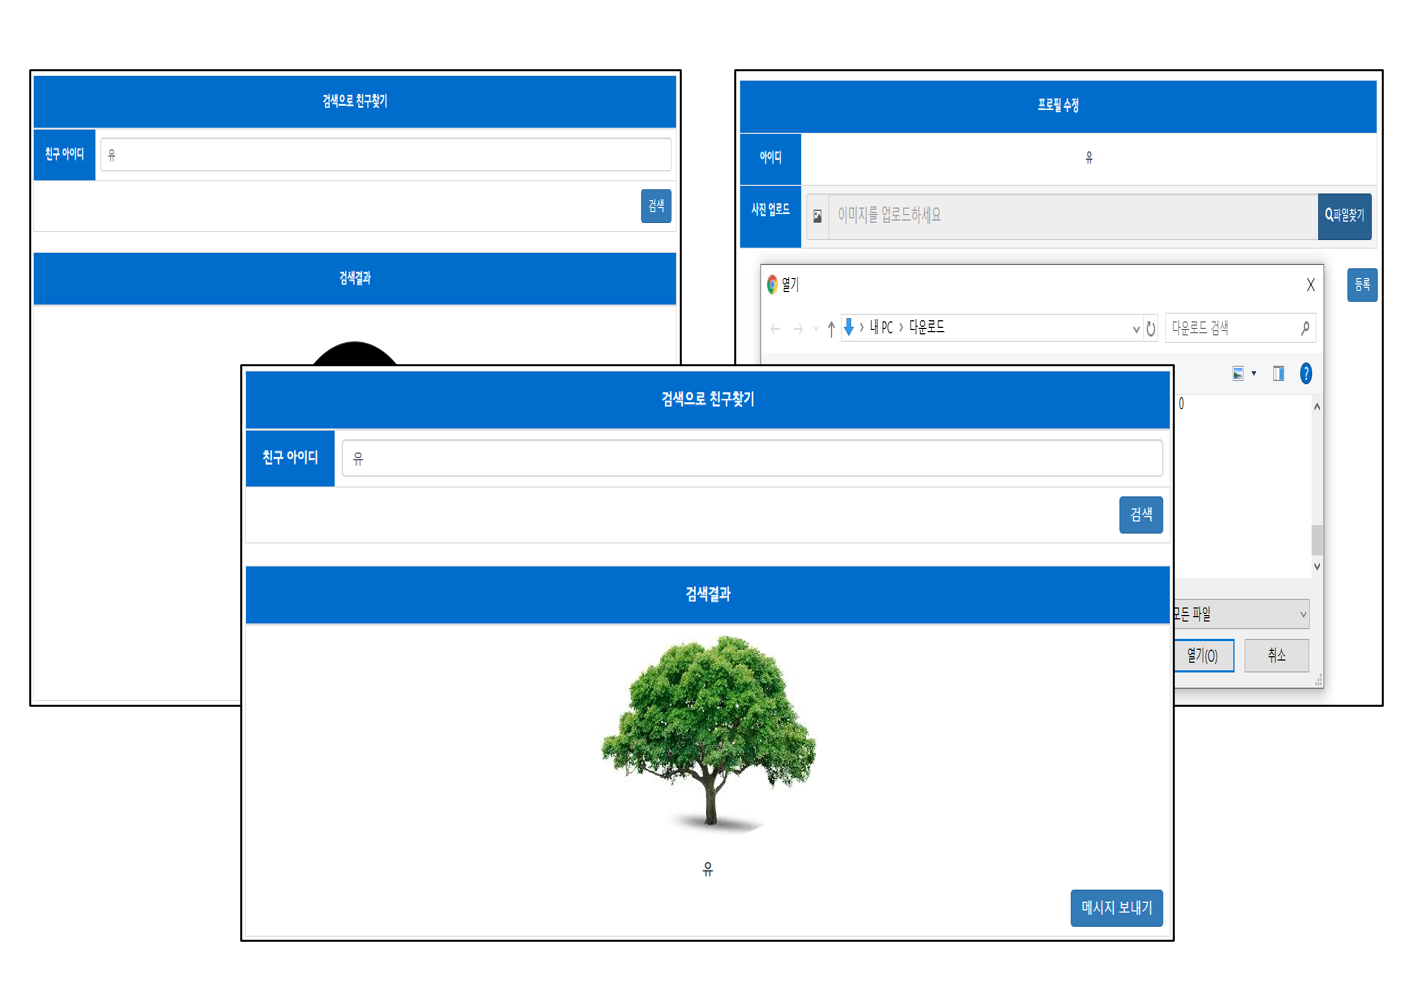 검색으로 친구찾기
친구 아이디
유
검색
검색결과
프로필 수정
아이디
유
사진 업로드
이미지를 업로드하세요
파일찾기
등록
열기
내 PC > 다운로드
다운로드 검색
0
모든 파일
열기(O)
취소
검색으로 친구찾기
친구 아이디
유
검색
검색결과
유
메시지 보내기